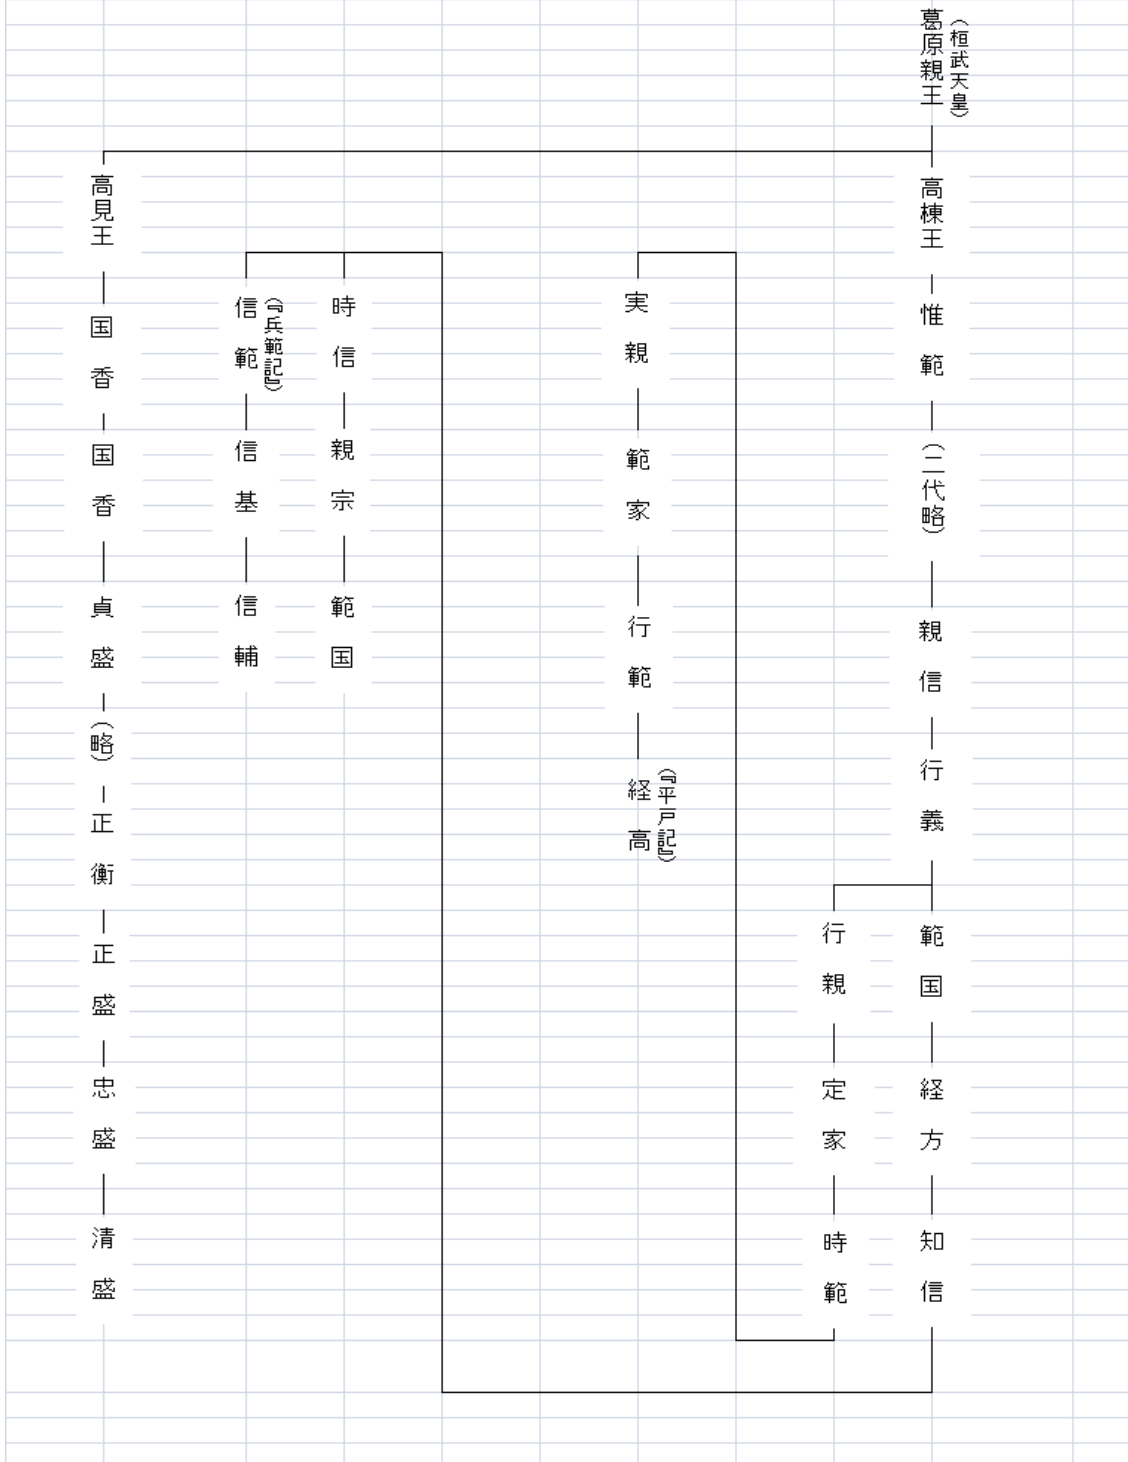 （桓武天皇）
葛原親王
高棟王
惟範
（二代略）
親信
行義
範国
経方
知信
行親
定家
時範
実親
範家
行範
（『平戸記』）
経高
時信
親宗
範国
（『兵範記』）
信範
信基
信輔
高見王
国香
国香
貞盛
（略）
正衡
正盛
忠盛
清盛